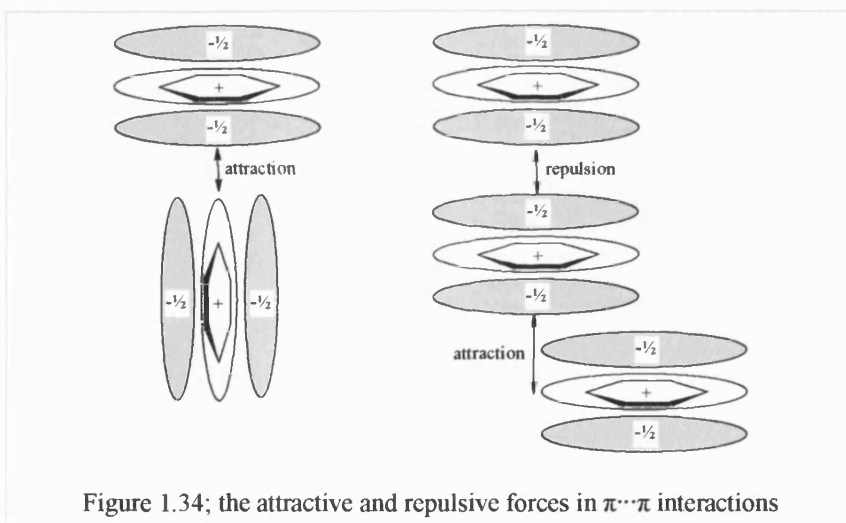 -½ -½
+ +
-½ -½
attraction repulsion
-½
-½ + -½ +
-½
attraction
-½
+
-½
Figure 1.34; the attractive and repulsive forces in π···π interactions